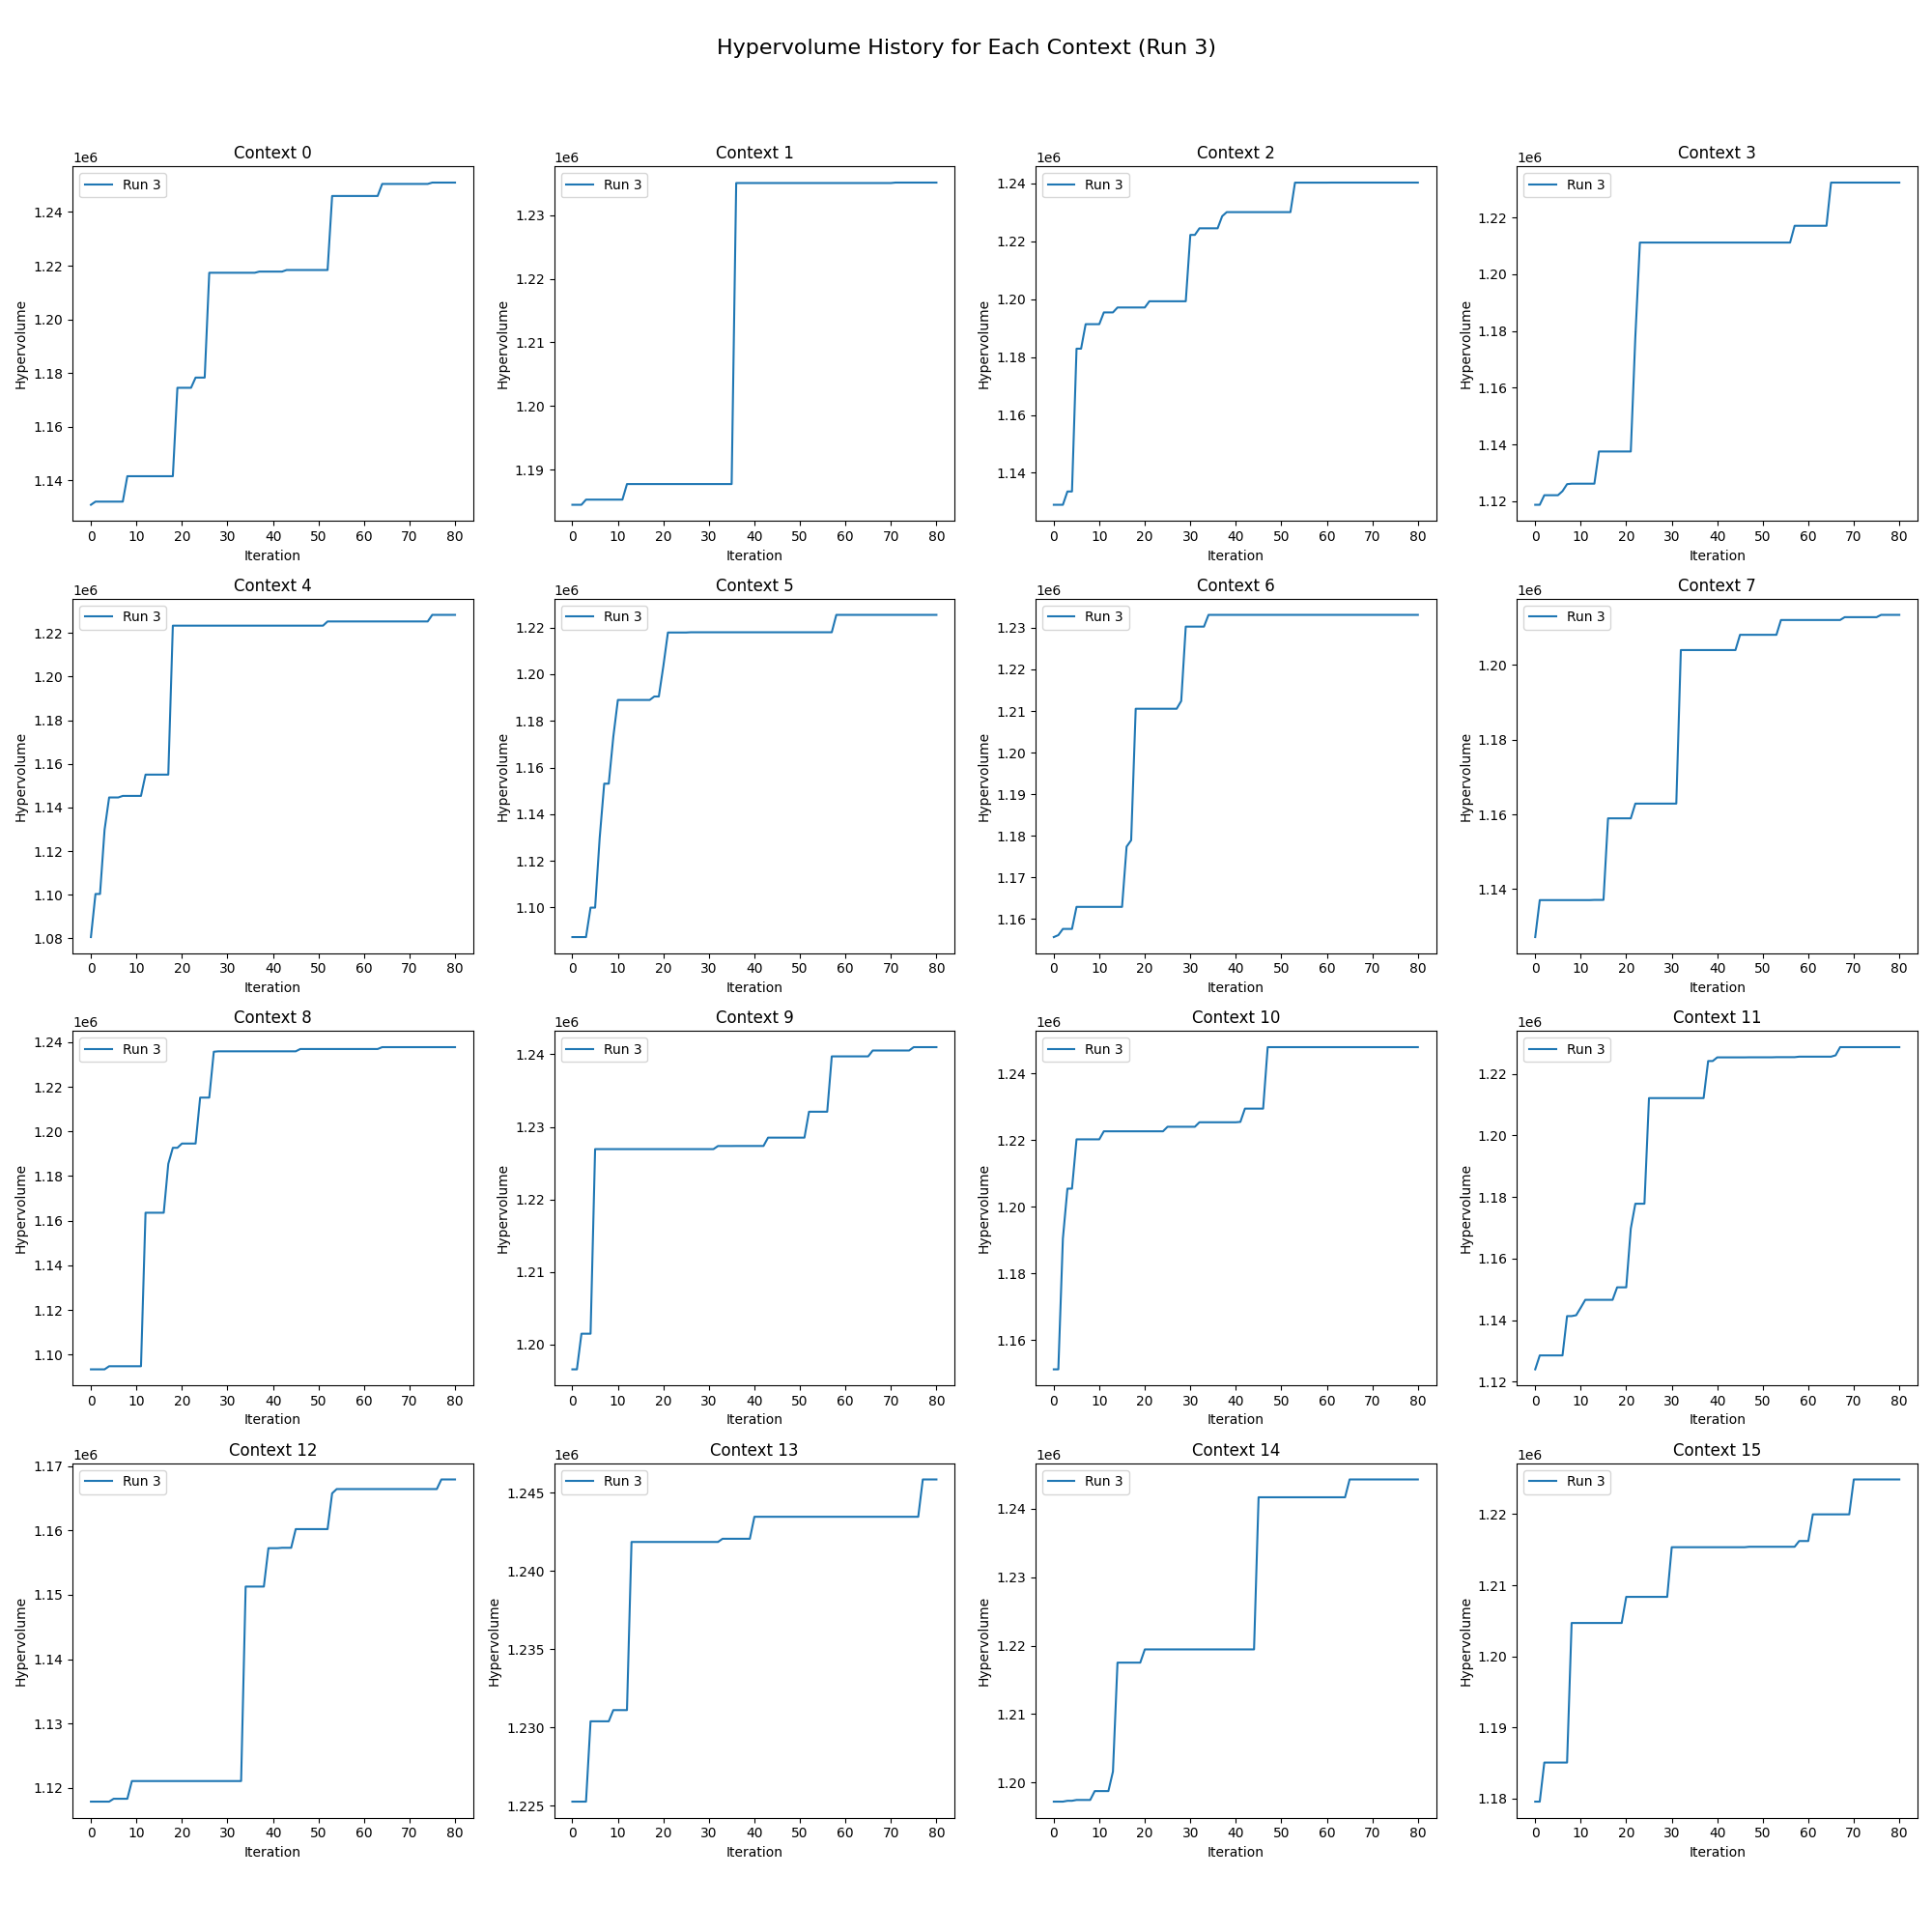 Hypervolume History for Each Context (Run 3)
Context 0
1e6
Run 3
Hypervolume
1.24
1.22
1.20
1.18
1.16
1.14
0 10 20 30 40 50 60 70 80
Iteration
Context 1
1e6
Run 3
Hypervolume
1.23
1.22
1.21
1.20
1.19
0 10 20 30 40 50 60 70 80
Iteration
Context 2
1e6
Run 3
Hypervolume
1.24
1.22
1.20
1.18
1.16
1.14
0 10 20 30 40 50 60 70 80
Iteration
Context 3
1e6
Run 3
Hypervolume
1.22
1.20
1.18
1.16
1.14
1.12
0 10 20 30 40 50 60 70 80
Iteration
Context 4
1e6
Run 3
Hypervolume
1.22
1.20
1.18
1.16
1.14
1.12
1.10
1.08
0 10 20 30 40 50 60 70 80
Iteration
Context 5
1e6
Run 3
Hypervolume
1.22
1.20
1.18
1.16
1.14
1.12
1.10
0 10 20 30 40 50 60 70 80
Iteration
Context 6
1e6
Run 3
Hypervolume
1.23
1.22
1.21
1.20
1.19
1.18
1.17
1.16
0 10 20 30 40 50 60 70 80
Iteration
Context 7
1e6
Run 3
Hypervolume
1.20
1.18
1.16
1.14
0 10 20 30 40 50 60 70 80
Iteration
Context 8
1e6
Run 3
Hypervolume
1.24
1.22
1.20
1.18
1.16
1.14
1.12
1.10
0 10 20 30 40 50 60 70 80
Iteration
Context 9
1e6
Run 3
Hypervolume
1.24
1.23
1.22
1.21
1.20
0 10 20 30 40 50 60 70 80
Iteration
Context 10
1e6
Run 3
Hypervolume
1.24
1.22
1.20
1.18
1.16
0 10 20 30 40 50 60 70 80
Iteration
Context 11
1e6
Run 3
Hypervolume
1.22
1.20
1.18
1.16
1.14
1.12
0 10 20 30 40 50 60 70 80
Iteration
Context 12
1e6
Run 3
Hypervolume
1.17
1.16
1.15
1.14
1.13
1.12
0 10 20 30 40 50 60 70 80
Iteration
Context 13
1e6
Run 3
Hypervolume
1.245
1.240
1.235
1.230
1.225
0 10 20 30 40 50 60 70 80
Iteration
Context 14
1e6
Run 3
Hypervolume
1.24
1.23
1.22
1.21
1.20
0 10 20 30 40 50 60 70 80
Iteration
Context 15
1e6
Run 3
Hypervolume
1.22
1.21
1.20
1.19
1.18
0 10 20 30 40 50 60 70 80
Iteration